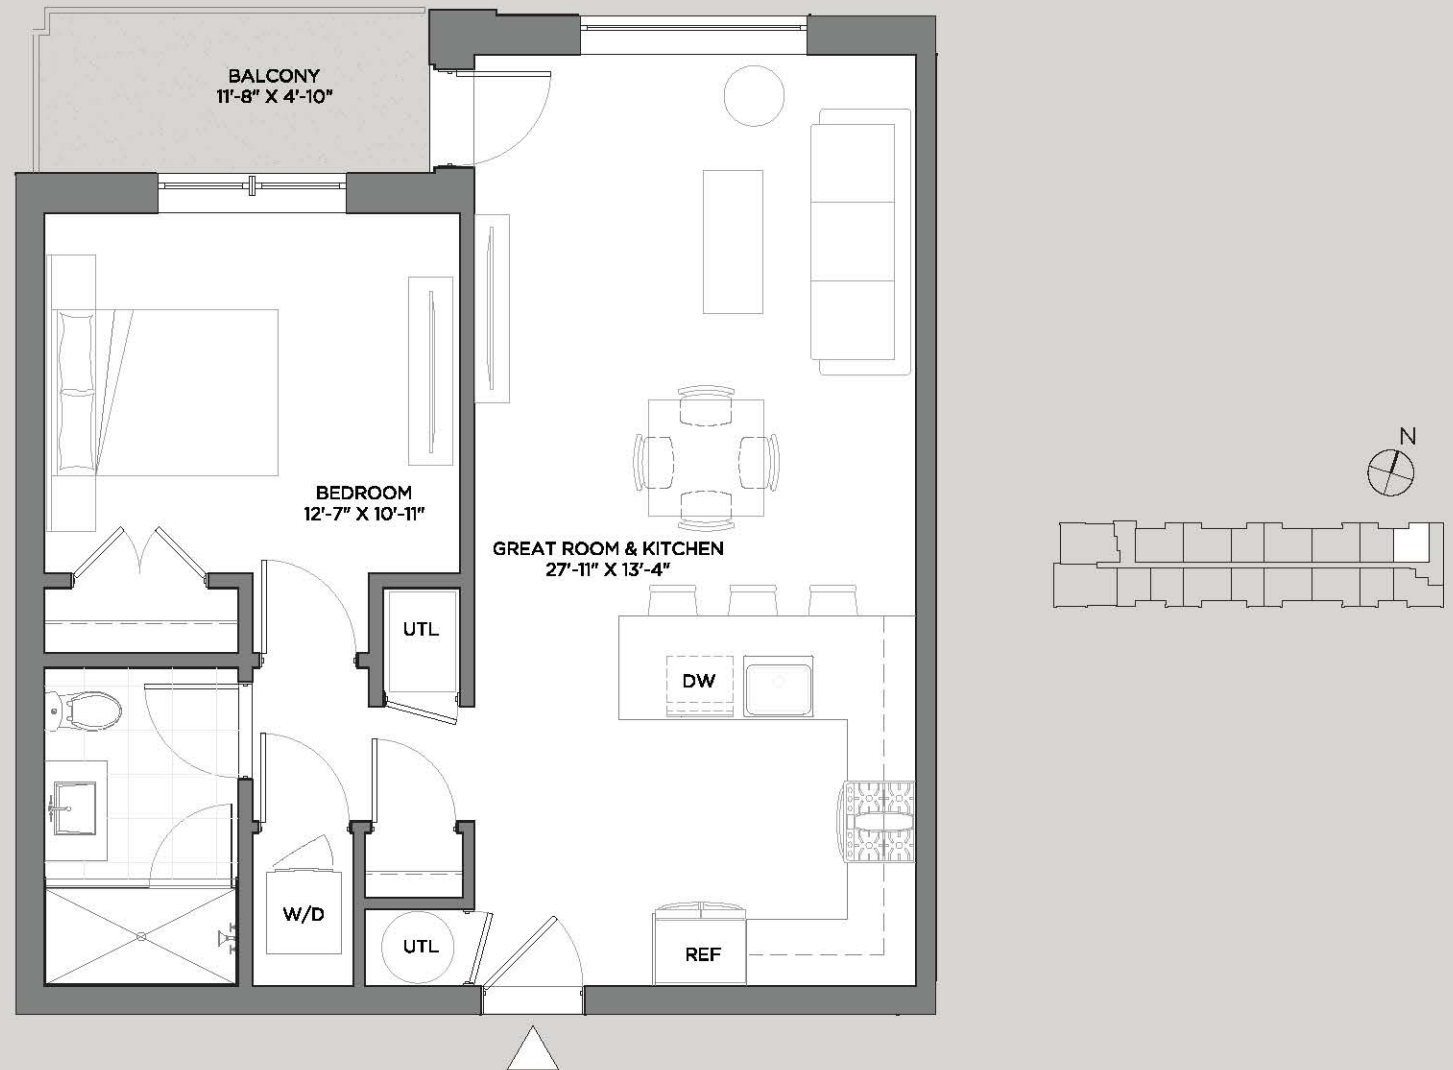 BALCONY
11'-8" X 4'-10"
BEDROOM
12'-7" X 10'-11"
GREAT ROOM & KITCHEN
27'-11" X 13'-4"
N
UTL
DW
W/D
UTL
REF